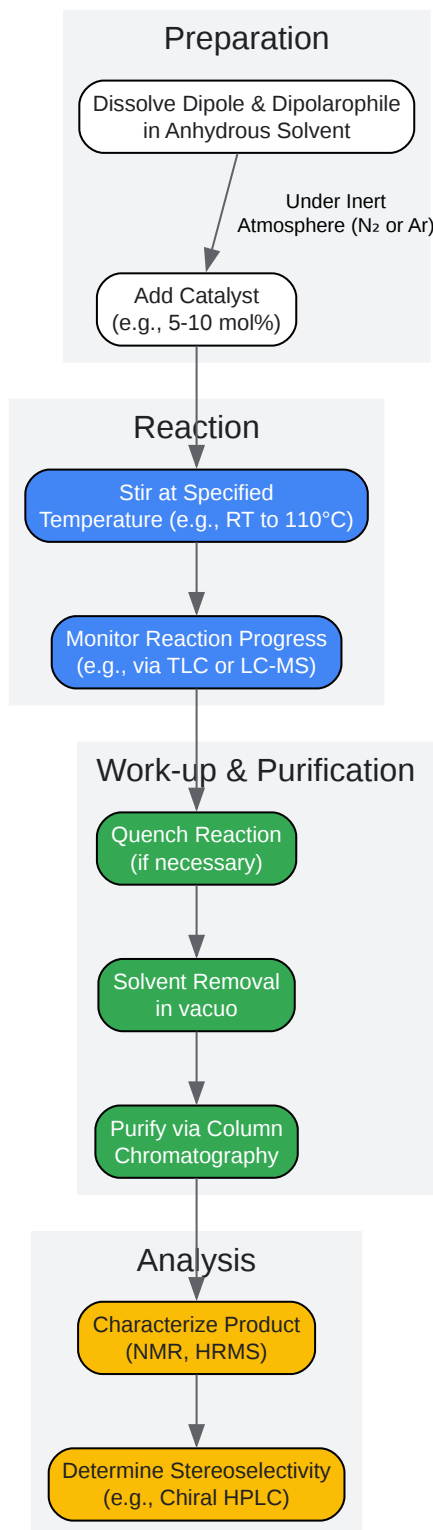 Preparation
Dissolve Dipole & Dipolarophile
in Anhydrous Solvent
Under Inert
Atmosphere (N₂ or Ar)
Add Catalyst
(e.g., 5-10 mol%)
Reaction
Stir at Specified
Temperature (e.g., RT to 110°C)
Monitor Reaction Progress
(e.g., via TLC or LC-MS)
Work-up & Purification
Quench Reaction
(if necessary)
Solvent Removal
in vacuo
Purify via Column
Chromatography
Analysis
Characterize Product
(NMR, HRMS)
Determine Stereoselectivity
(e.g., Chiral HPLC)